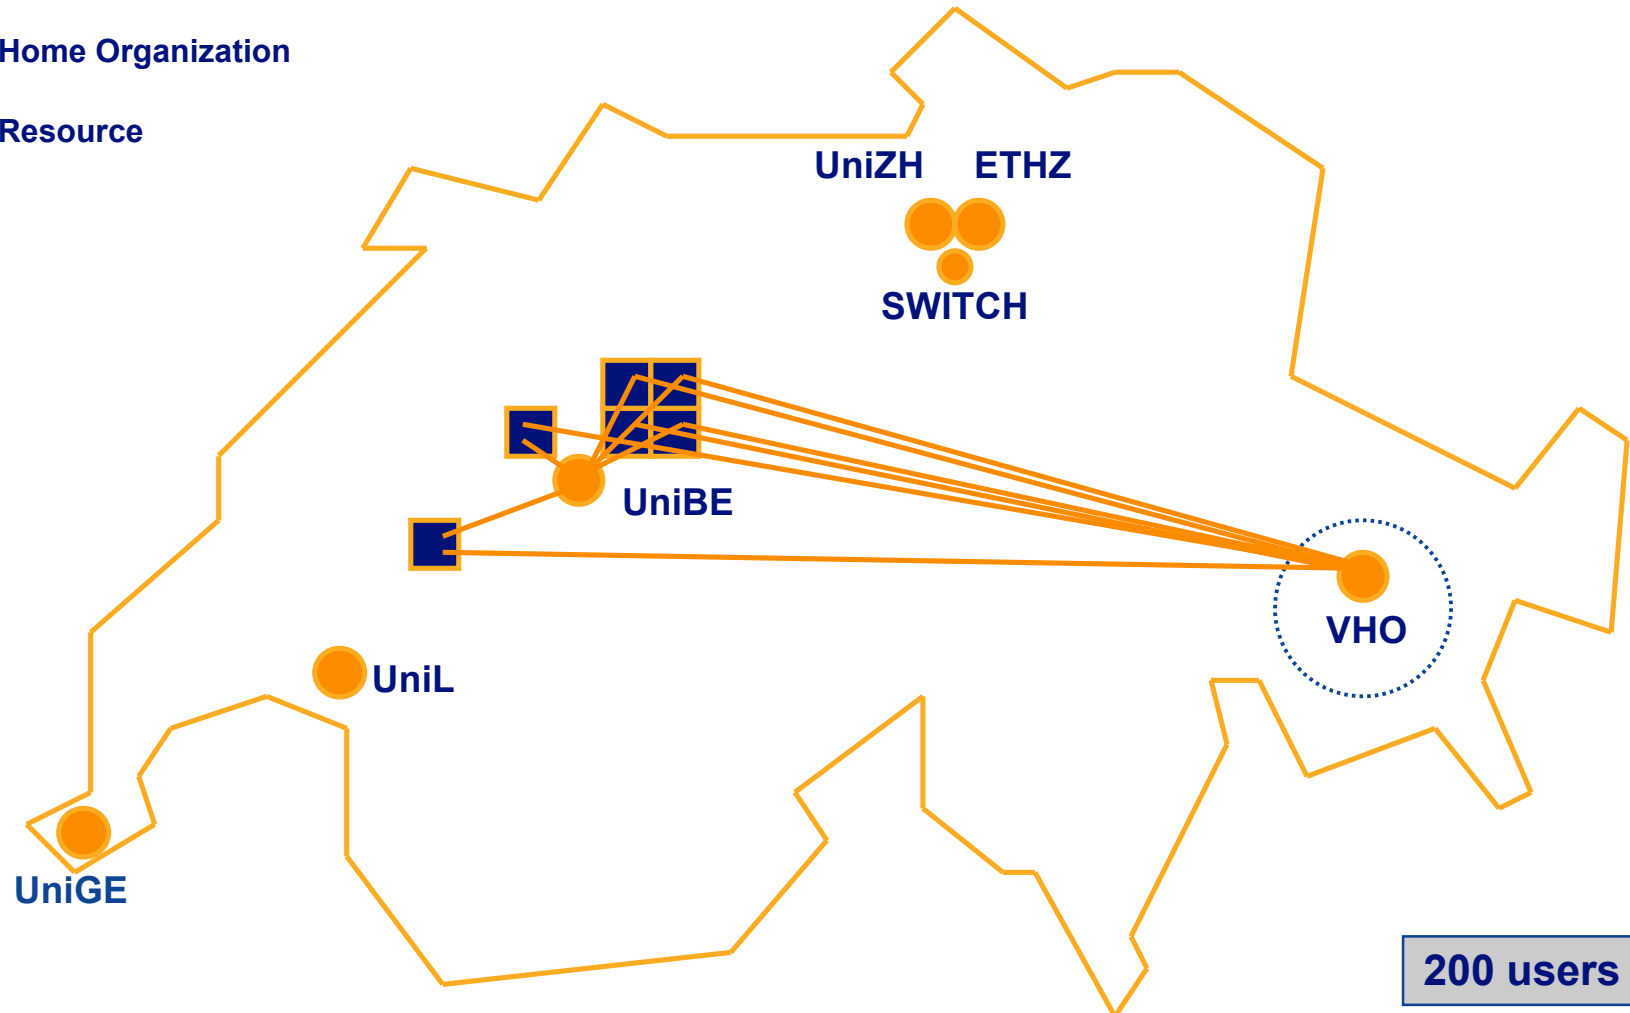 Home Organization
Resource
UniZH ETHZ
SWITCH
UniBE
VHO
UniL
UniGE
200 users